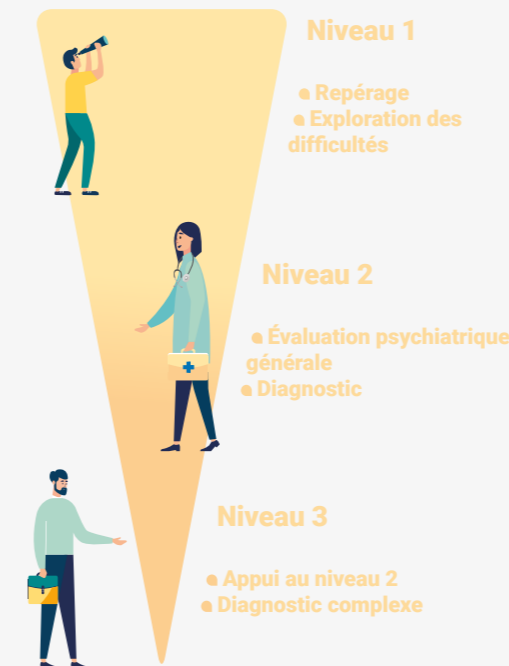 Niveau 1
Repérage
Exploration des
difficultés
Niveau 2
Évaluation psychiatrique
générale
Diagnostic
Niveau 3
Appui au niveau 2
Diagnostic complexe